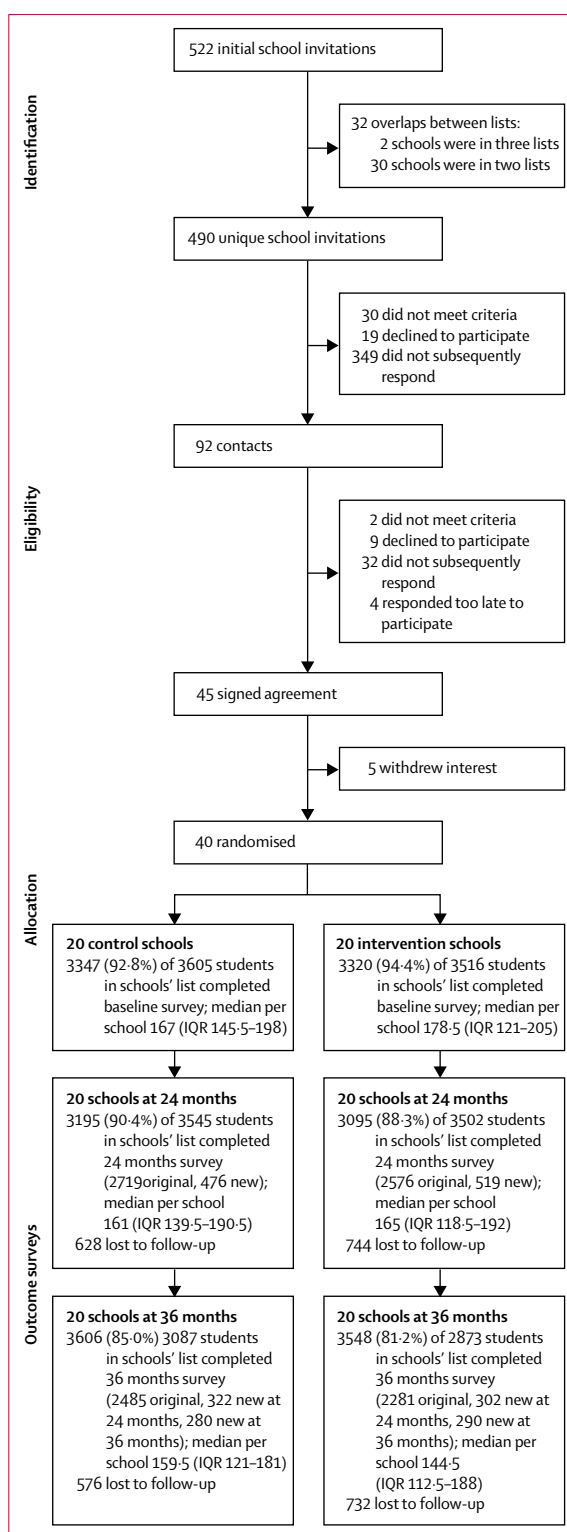 522 initial school invitations
32 overlaps between lists:
2 schools were in three lists
30 schools were in two lists
Identification
490 unique school invitations
30 did not meet criteria
19 declined to participate
349 did not subsequently
respond
92 contacts
Eligibility
2 did not meet criteria
9 declined to participate
32 did not subsequently
respond
4 responded too late to
participate
45 signed agreement
5 withdrew interest
40 randomised
Allocation
20 control schools
3347 (92·8%) of 3605 students
in schools’ list completed
baseline survey; median per
school 167 (IQR 145·5–198)
20 intervention schools
3320 (94·4%) of 3516 students
in schools’ list completed
baseline survey; median per
school 178·5 (IQR 121–205)
Outcome surveys
20 schools at 24 months
3195 (90·4%) of 3545 students
in schools’ list completed
24 months survey
(2719original, 476 new);
median per school
161 (IQR 139·5–190·5)
628 lost to follow-up
20 schools at 24 months
3095 (88·3%) of 3502 students
in schools’ list completed
24 months survey
(2576 original, 519 new);
median per school
165 (IQR 118·5–192)
744 lost to follow-up
20 schools at 36 months
3606 (85·0%) 3087 students
in schools’ list completed
36 months survey
(2485 original, 322 new at
24 months, 280 new at
36 months); median per
school 159·5 (IQR 121–181)
576 lost to follow-up
20 schools at 36 months
3548 (81·2%) of 2873 students
in schools’ list completed
36 months survey
(2281 original, 302 new at
24 months, 290 new at
36 months); median per
school 144·5
(IQR 112·5–188)
732 lost to follow-up